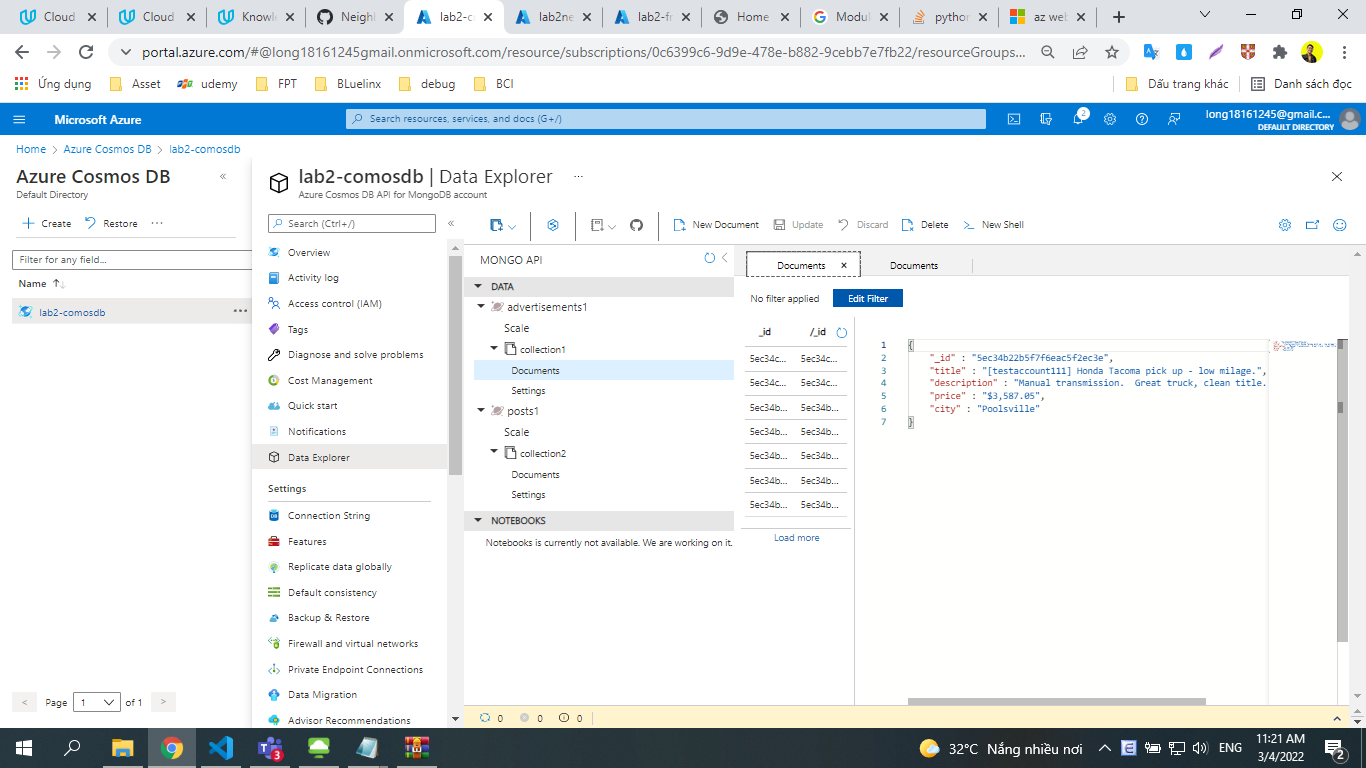 Cloud
Cloud
Knowle
Neighl
lab2-c
lab2ne
lab2-fr
Home
Modul
python
az web
portal.azure.com/#@long18161245gmail.onmicrosoft.com/resource/subscriptions/0c6399c6-9d9e-478e-b882-9cebb7e7fb22/resourceGroups...
Ứng dụng
Asset
udemy
FPT
BLuelinx
debug
BCI
Dấu trang khác
Danh sách đọc
Microsoft Azure
Search resources, services, and docs (G+/)
2
long18161245@gmail.c...
DEFAULT DIRECTORY
Home > Azure Cosmos DB > lab2-comosdb
Azure Cosmos DB «
Default Directory
+ Create Restore ...
Filter for any field...
Name ↑↓
lab2-comosdb ...
< Page 1 of 1 >
lab2-comosdb | Data Explorer ...
Azure Cosmos DB API for MongoDB account
Search (Ctrl+/) «
Overview
Activity log
Access control (IAM)
Tags
Diagnose and solve problems
Cost Management
Quick start
Notifications
Data Explorer
Settings
Connection String
Features
Replicate data globally
Default consistency
Backup & Restore
Firewall and virtual networks
Private Endpoint Connections
Data Migration
Advisor Recommendations
New Document
Update
Discard
Delete
New Shell
MONGO API
DATA
advertisements1
Scale
collection1
Documents
Settings
posts1
Scale
collection2
Documents
Settings
NOTEBOOKS
Notebooks is currently not available. We are working on it.
Documents
Documents
No filter applied
Edit Filter
_id /_id
5ec34c... 5ec34c...
5ec34c... 5ec34c...
5ec34b... 5ec34b...
5ec34b... 5ec34b...
5ec34b... 5ec34b...
5ec34b... 5ec34b...
5ec34b... 5ec34b...
Load more
1 {
2 "_id" : "5ec34b22b5f7f6eac5f2ec3e",
3 "title" : "[testaccount111] Honda Tacoma pick up - low milage.",
4 "description" : "Manual transmission. Great truck, clean title.
5 "price" : "$3,587.05",
6 "city" : "Poolsville"
7 }
0 0 0
3
32°C Nắng nhiều nơi
ENG
11:21 AM
3/4/2022
2